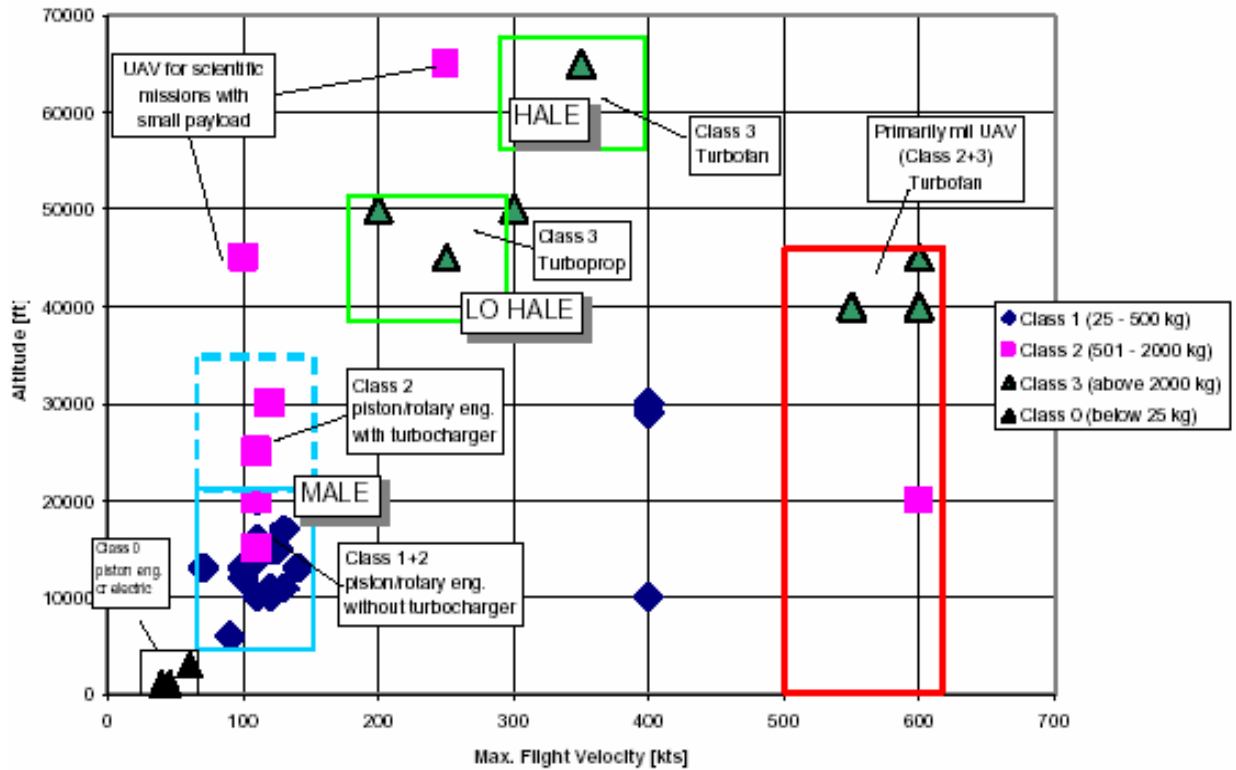 70000
60000
50000
40000
30000
20000
10000
0
Altitude [ft]
0 100 200 300 400 500 600 700
Max. Flight Velocity [kts]
UAV for scientific
missions with
small payload
HALE
Class 3
Turbofan
Primarily mil UAV
(Class 2+3)
Turbofan
Class 3
Turboprop
LO HALE
Class 2
piston/rotary eng.
with turbocharger
MALE
Class 1+2
piston/rotary eng.
without turbocharger
Class 0
piston eng.
or electric
Class 1 (25 - 500 kg)
Class 2 (501 - 2000 kg)
Class 3 (above 2000 kg)
Class 0 (below 25 kg)